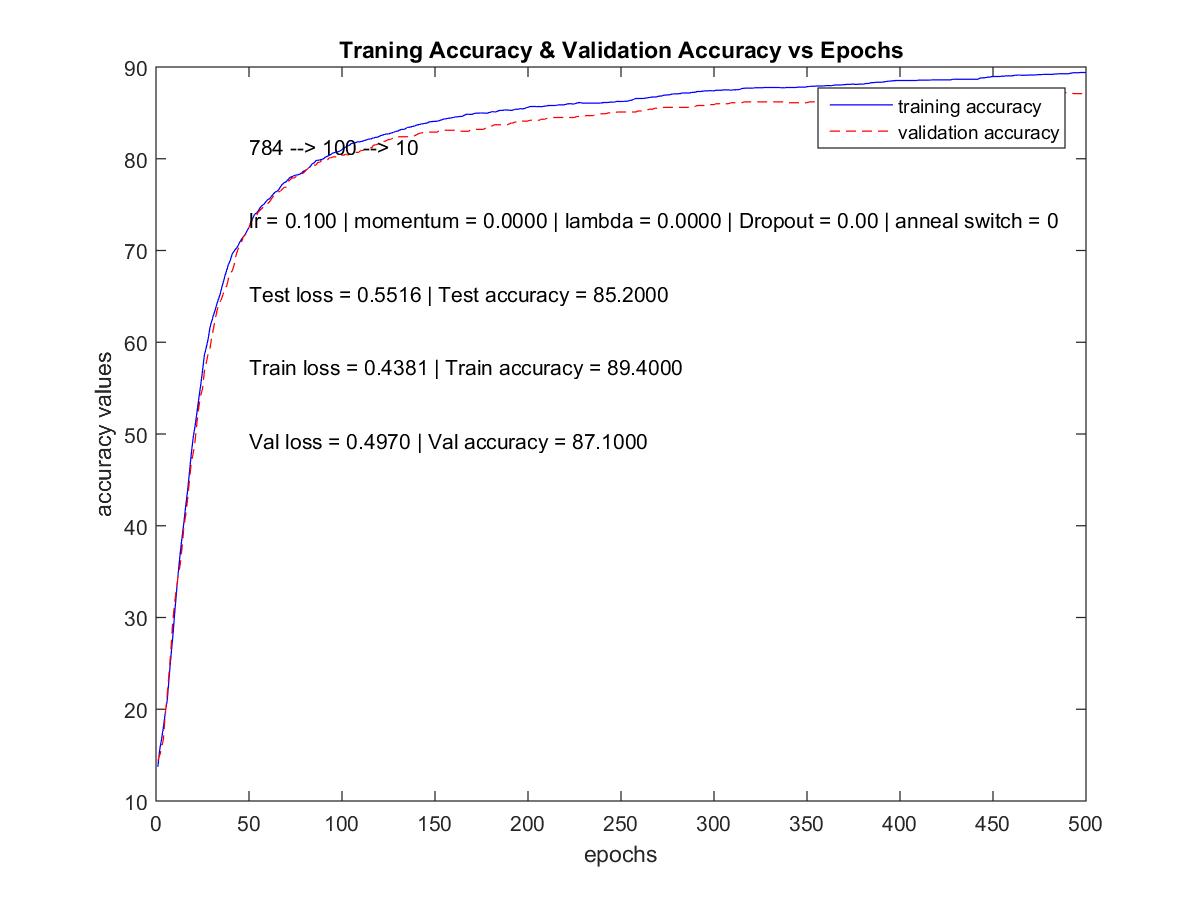 Traning Accuracy & Validation Accuracy vs Epochs
90
training accuracy
validation accuracy
784 --> 100 --> 10
80
lr = 0.100 | momentum = 0.0000 | lambda = 0.0000 | Dropout = 0.00 | anneal switch = 0
70
Test loss = 0.5516 | Test accuracy = 85.2000
60
Train loss = 0.4381 | Train accuracy = 89.4000
accuracy values
50
Val loss = 0.4970 | Val accuracy = 87.1000
40
30
20
10
0 50 100 150 200 250 300 350 400 450 500
epochs